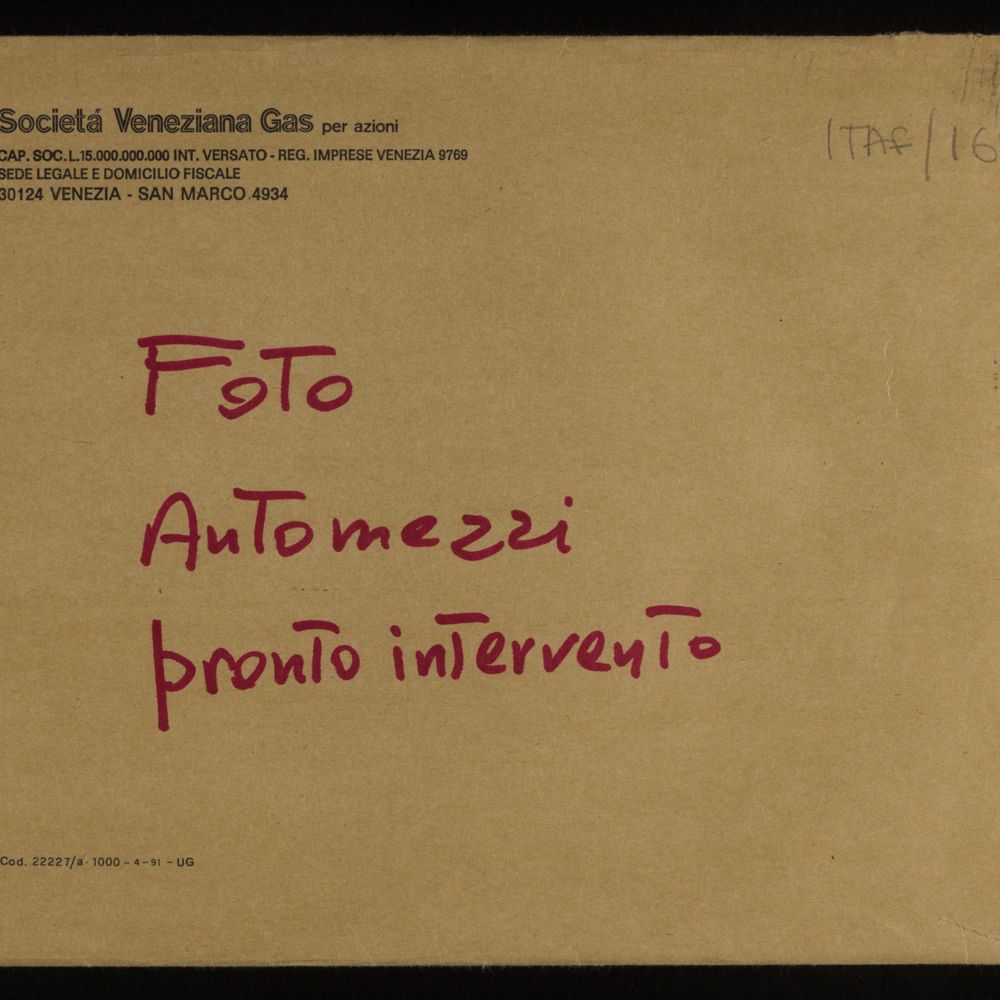 Societá Veneziana Gas per azioni
CAP. SOC. L. 15.000.000.000 INT. VERSATO - REG. IMPRESE VENEZIA 9769
SEDE LEGALE E DOMICILIO FISCALE
30124 VENEZIA - SAN MARCO 4934
ITAF/16
Foto
Automezzi
pronto intervento
Cod. 22227/a - 1000 - 4 - 91 - UG